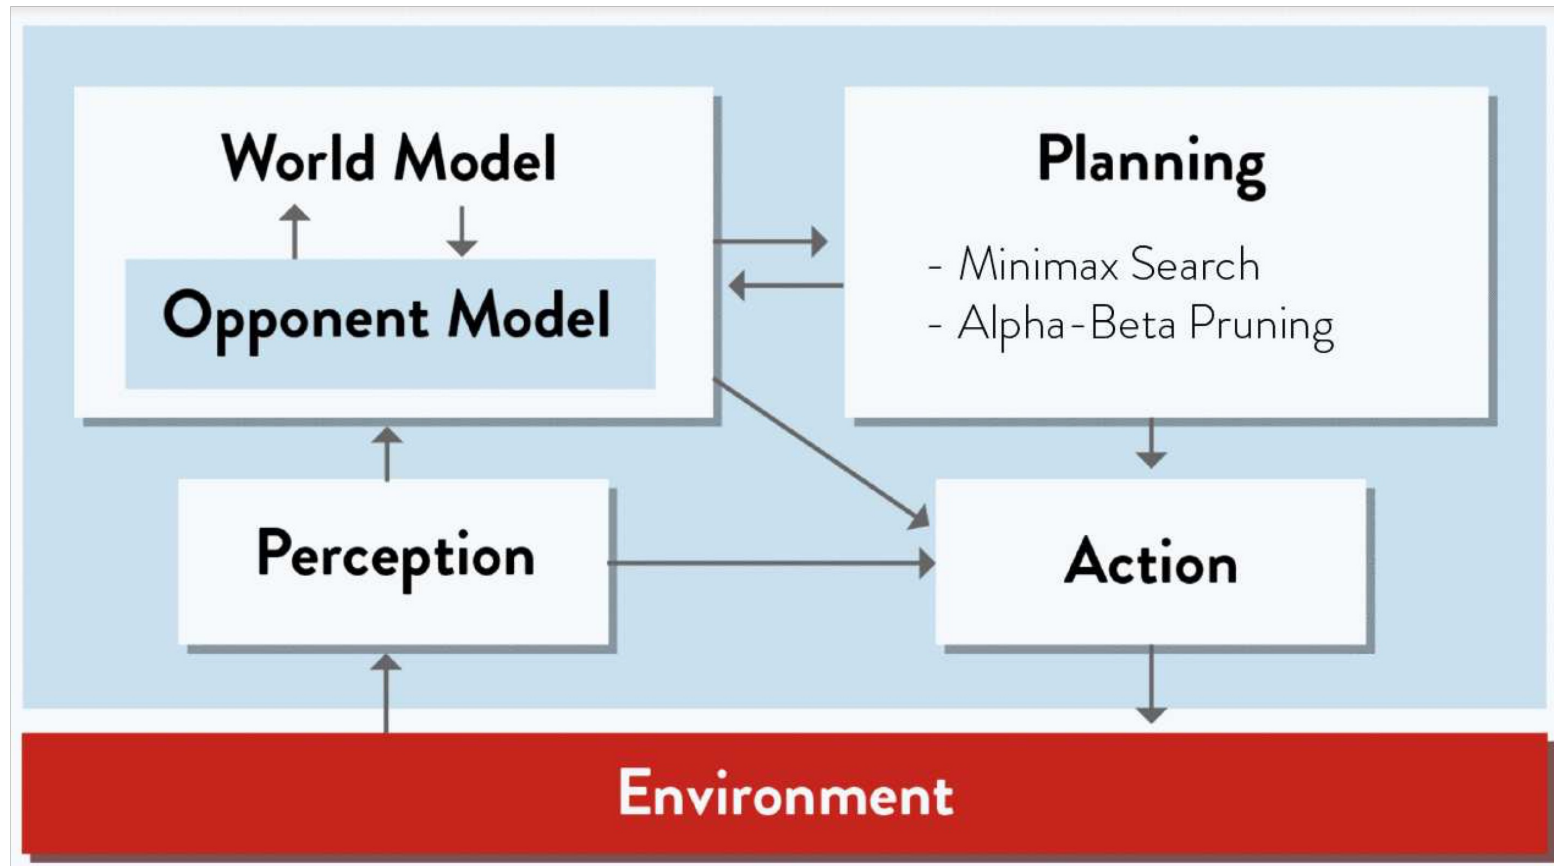 World Model
Opponent Model
Planning
- Minimax Search
- Alpha-Beta Pruning
Perception
Action
Environment